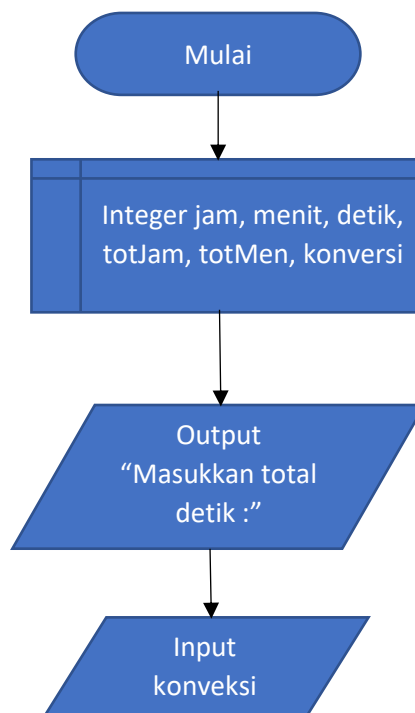 Mulai
Integer jam, menit, detik,
totJam, totMen, konversi
Output
“Masukkan total
detik :”
Input
konveksi